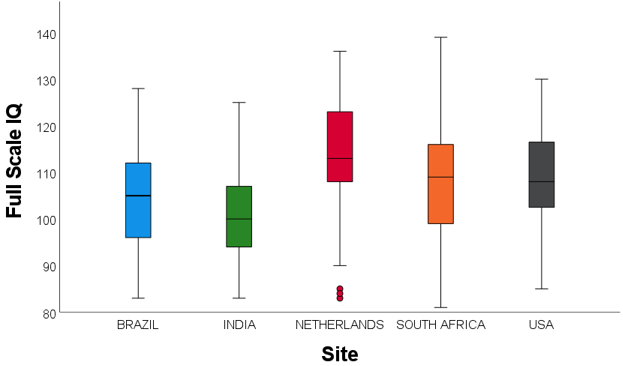 Full Scale IQ
140
130
120
110
100
90
80
BRAZIL INDIA NETHERLANDS SOUTH AFRICA USA
Site